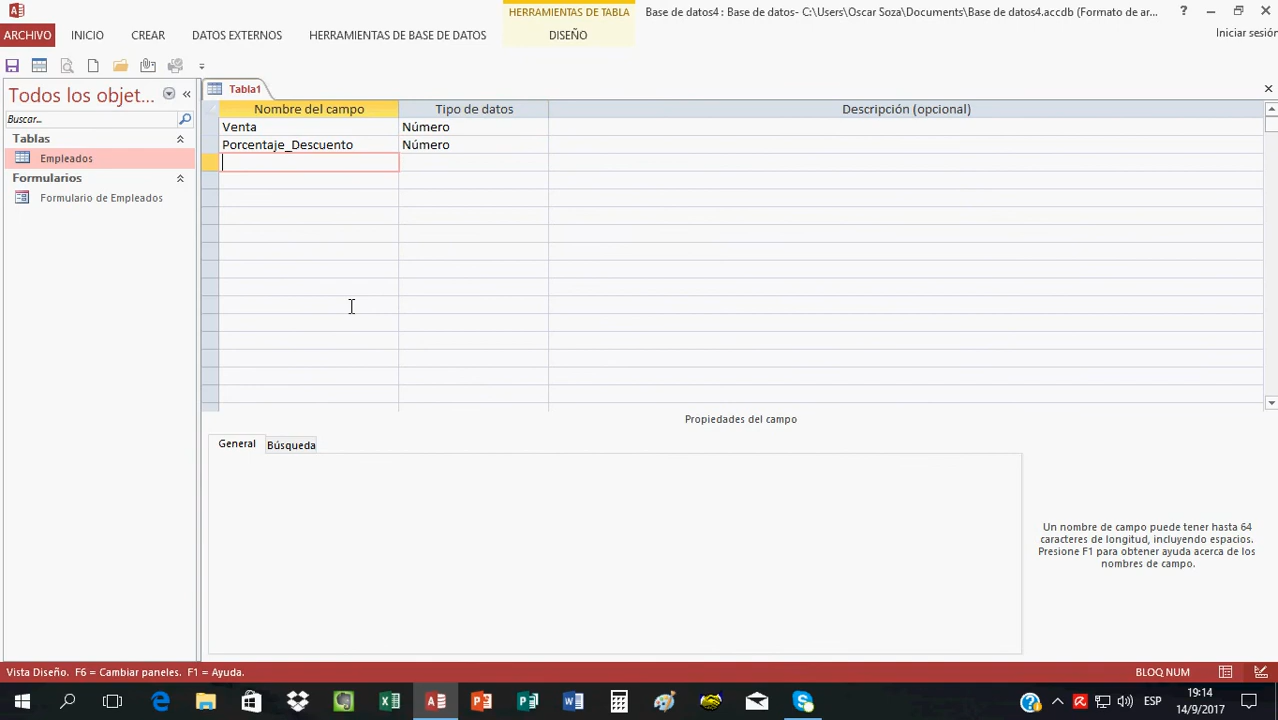 HERRAMIENTAS DE TABLA
Base de datos4 : Base de datos- C:\Users\Oscar Soza\Documents\Base de datos4.accdb (Formato de ar...
?
ARCHIVO
INICIO
CREAR
DATOS EXTERNOS
HERRAMIENTAS DE BASE DE DATOS
DISEÑO
Iniciar sesión
Todos los objet...
Buscar...
Tablas
Empleados
Formularios
Formulario de Empleados
Tabla1
Nombre del campo
Tipo de datos
Descripción (opcional)
Venta
Número
Porcentaje_Descuento
Número
Propiedades del campo
General
Búsqueda
Un nombre de campo puede tener hasta 64
caracteres de longitud, incluyendo espacios.
Presione F1 para obtener ayuda acerca de los
nombres de campo.
Vista Diseño. F6 = Cambiar paneles. F1 = Ayuda.
BLOQ NUM
ESP
19:14
14/9/2017